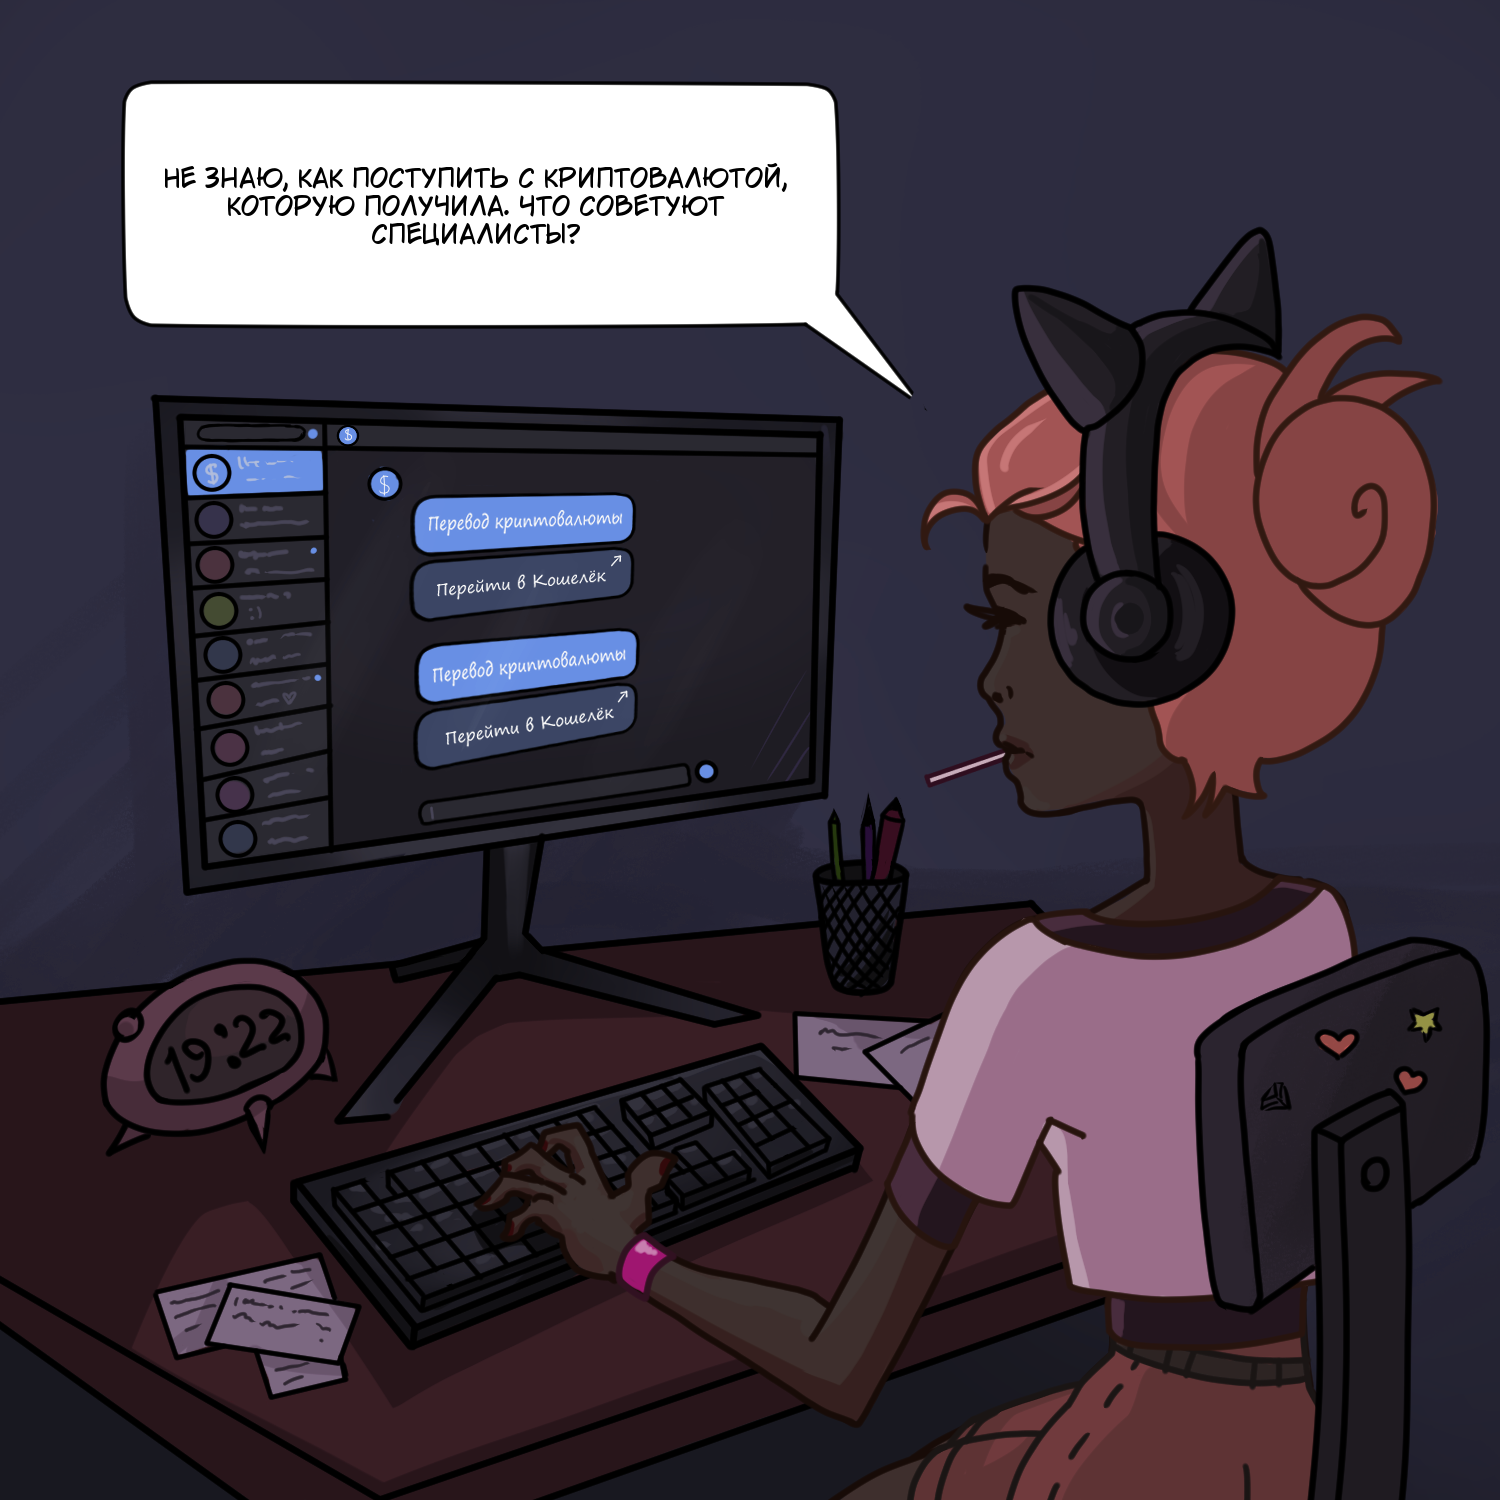 НЕ ЗНАЮ, КАК ПОСТУПИТЬ С КРИПТОВАЛЮТОЙ,
КОТОРУЮ ПОЛУЧИЛА. ЧТО СОВЕТУЮТ
СПЕЦИАЛИСТЫ?
$
$
$
Перевод криптовалюты
Перейти в Кошелёк
Перевод криптовалюты
Перейти в Кошелёк
:)
19:22